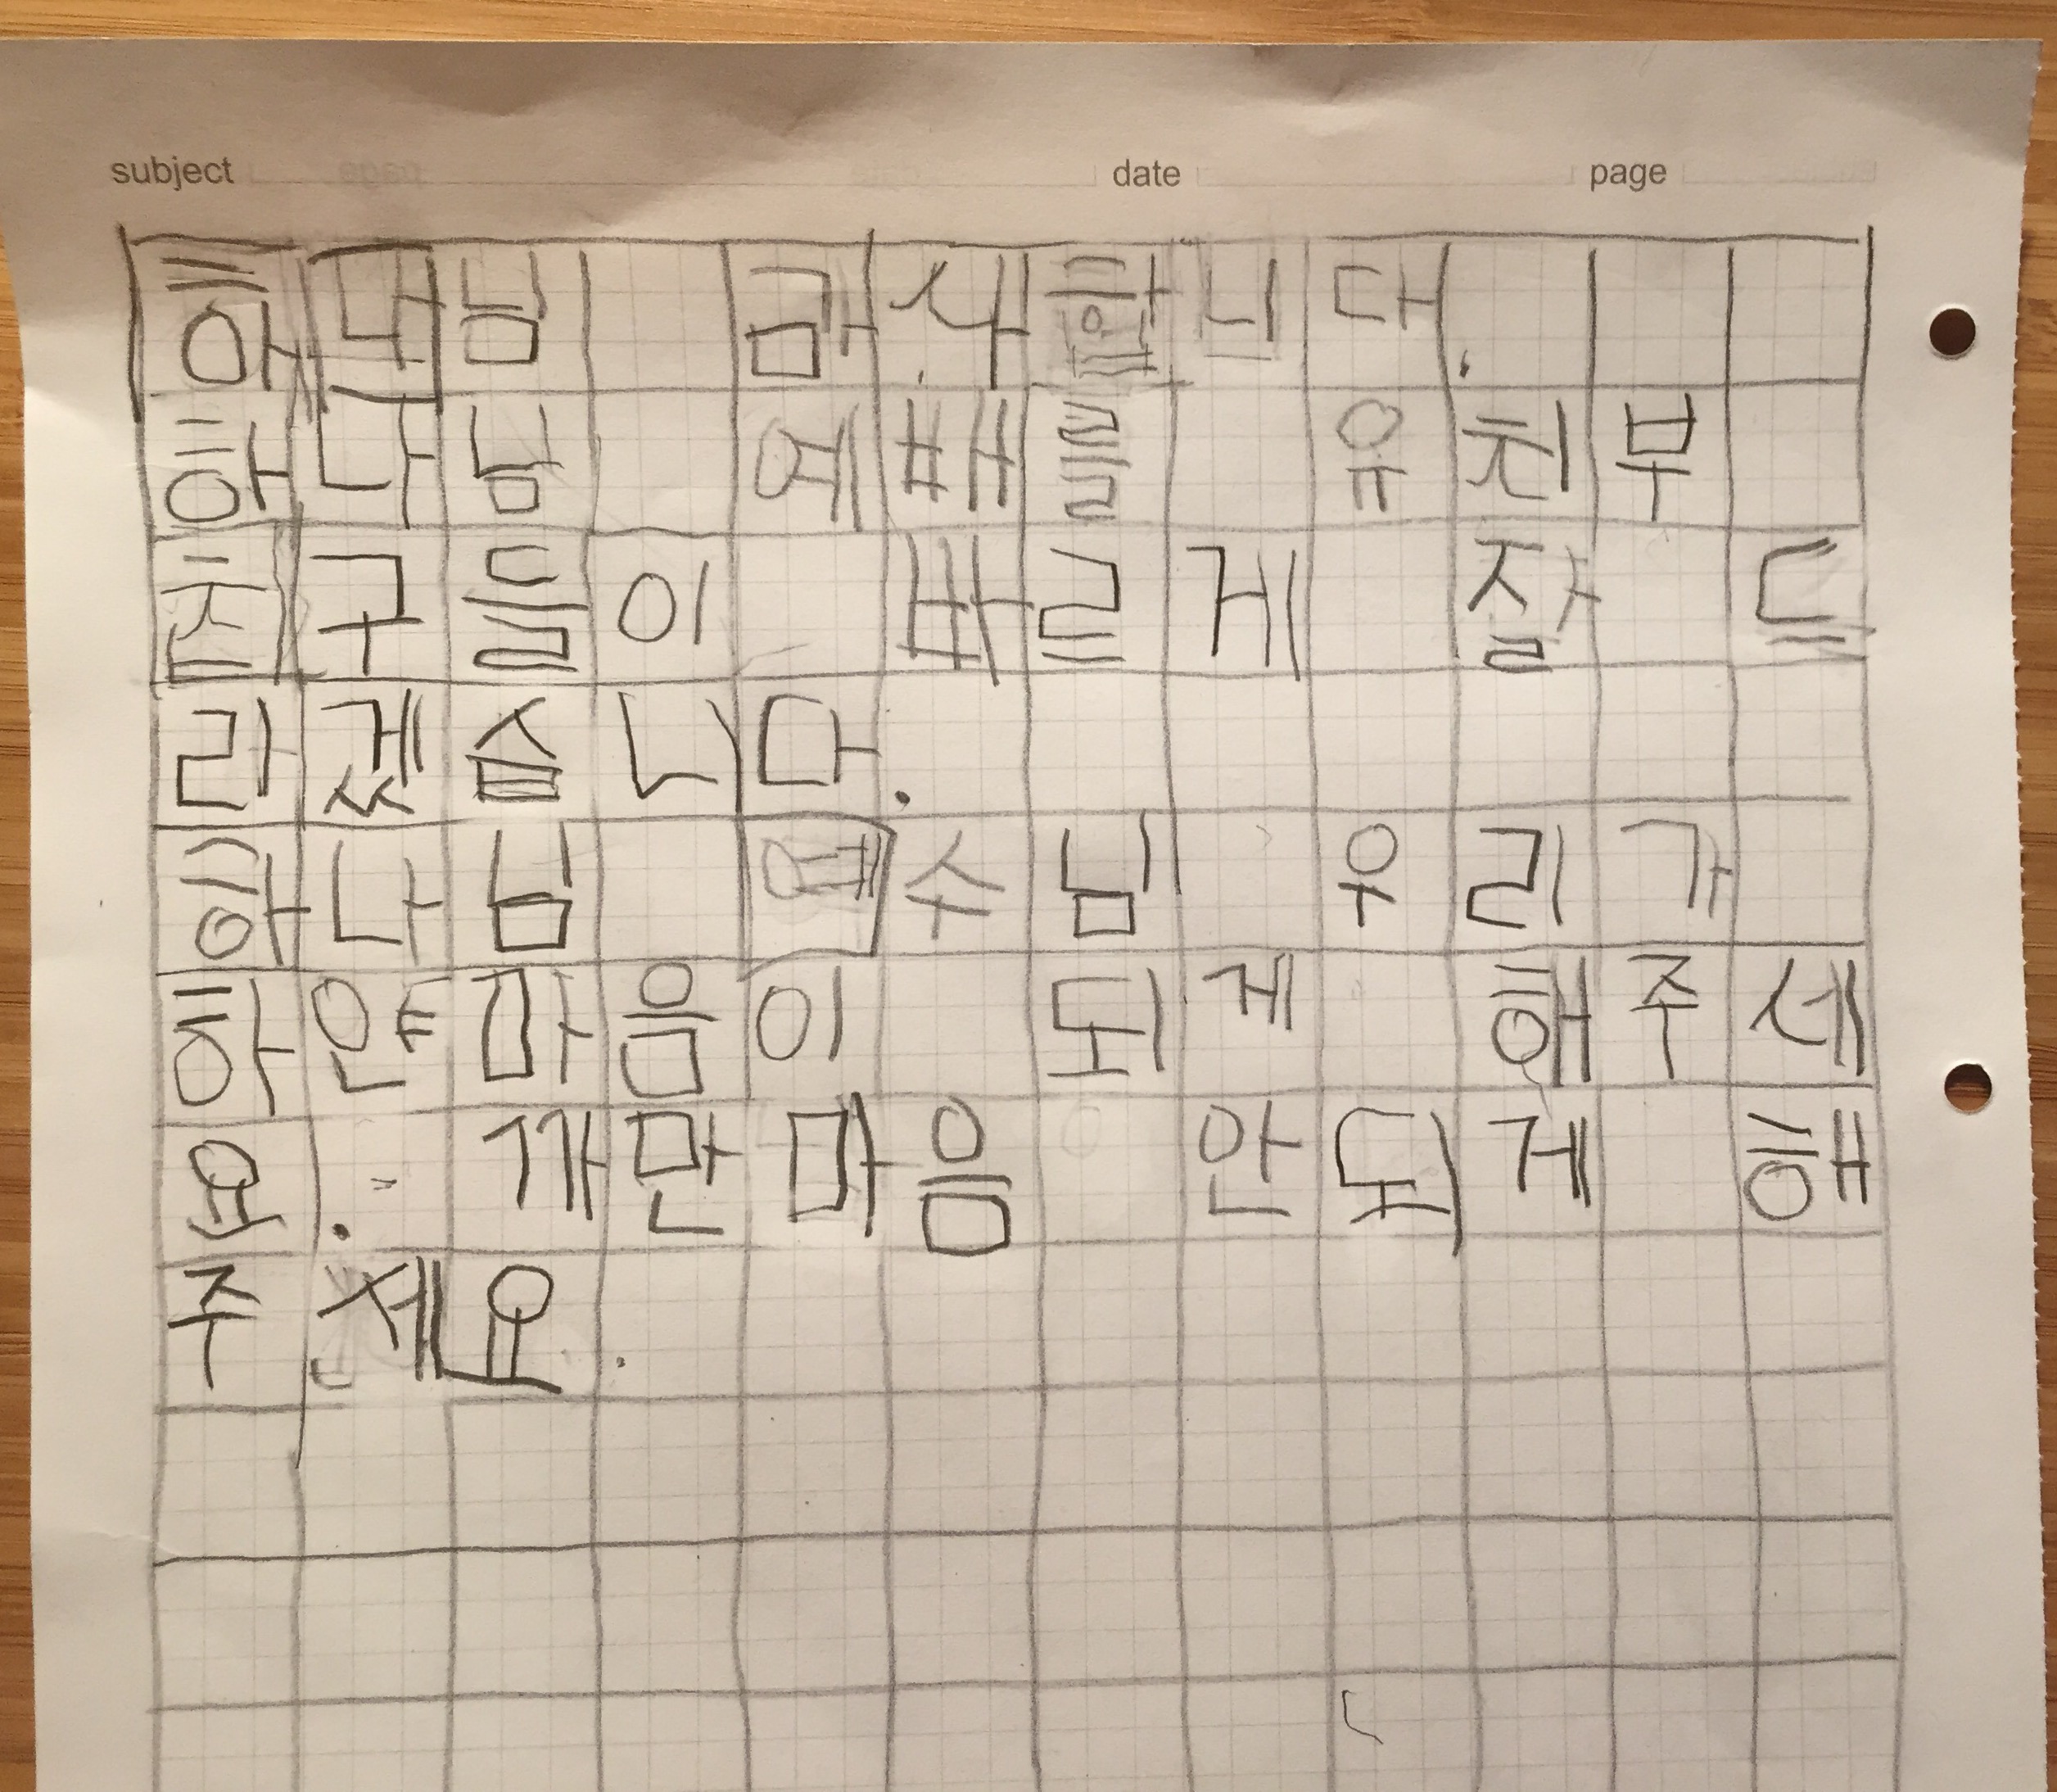 subject date page
하나님 감사합니다.
하나님 예배를 유치부
친구들이 바르게 잘 드
리겠습니다.
하나님 예수님 우리가
하얀마음이 되게 해주세
요. 까만마음 안되게 해
주세요.